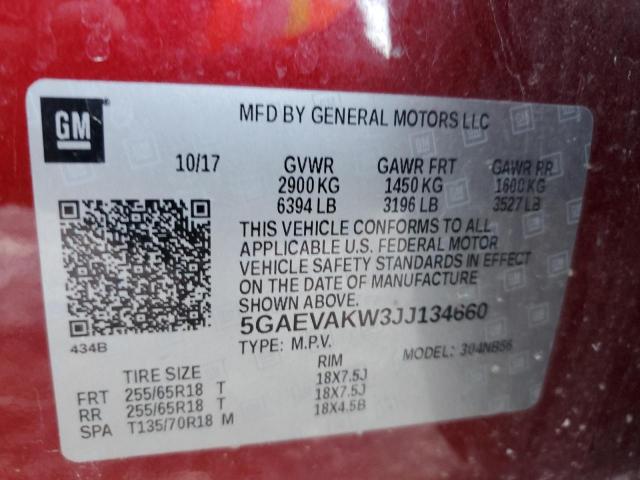 GM
MFD BY GENERAL MOTORS LLC
10/17 GVWR GAWR FRT GAWR RR
2900 KG 1450 KG 1600 KG
6394 LB 3196 LB 3527 LB
THIS VEHICLE CONFORMS TO ALL
APPLICABLE U.S. FEDERAL MOTOR
VEHICLE SAFETY STANDARDS IN EFFECT
ON THE DATE OF MANUFACTURE
SHOWN ABOVE.
5GAEVAKW3JJ134660
434B
TYPE: M.P.V. MODEL: 304NB56
TIRE SIZE RIM
FRT 255/65R18 T 18X7.5J
RR 255/65R18 T 18X7.5J
SPA T135/70R18 M 18X4.5B